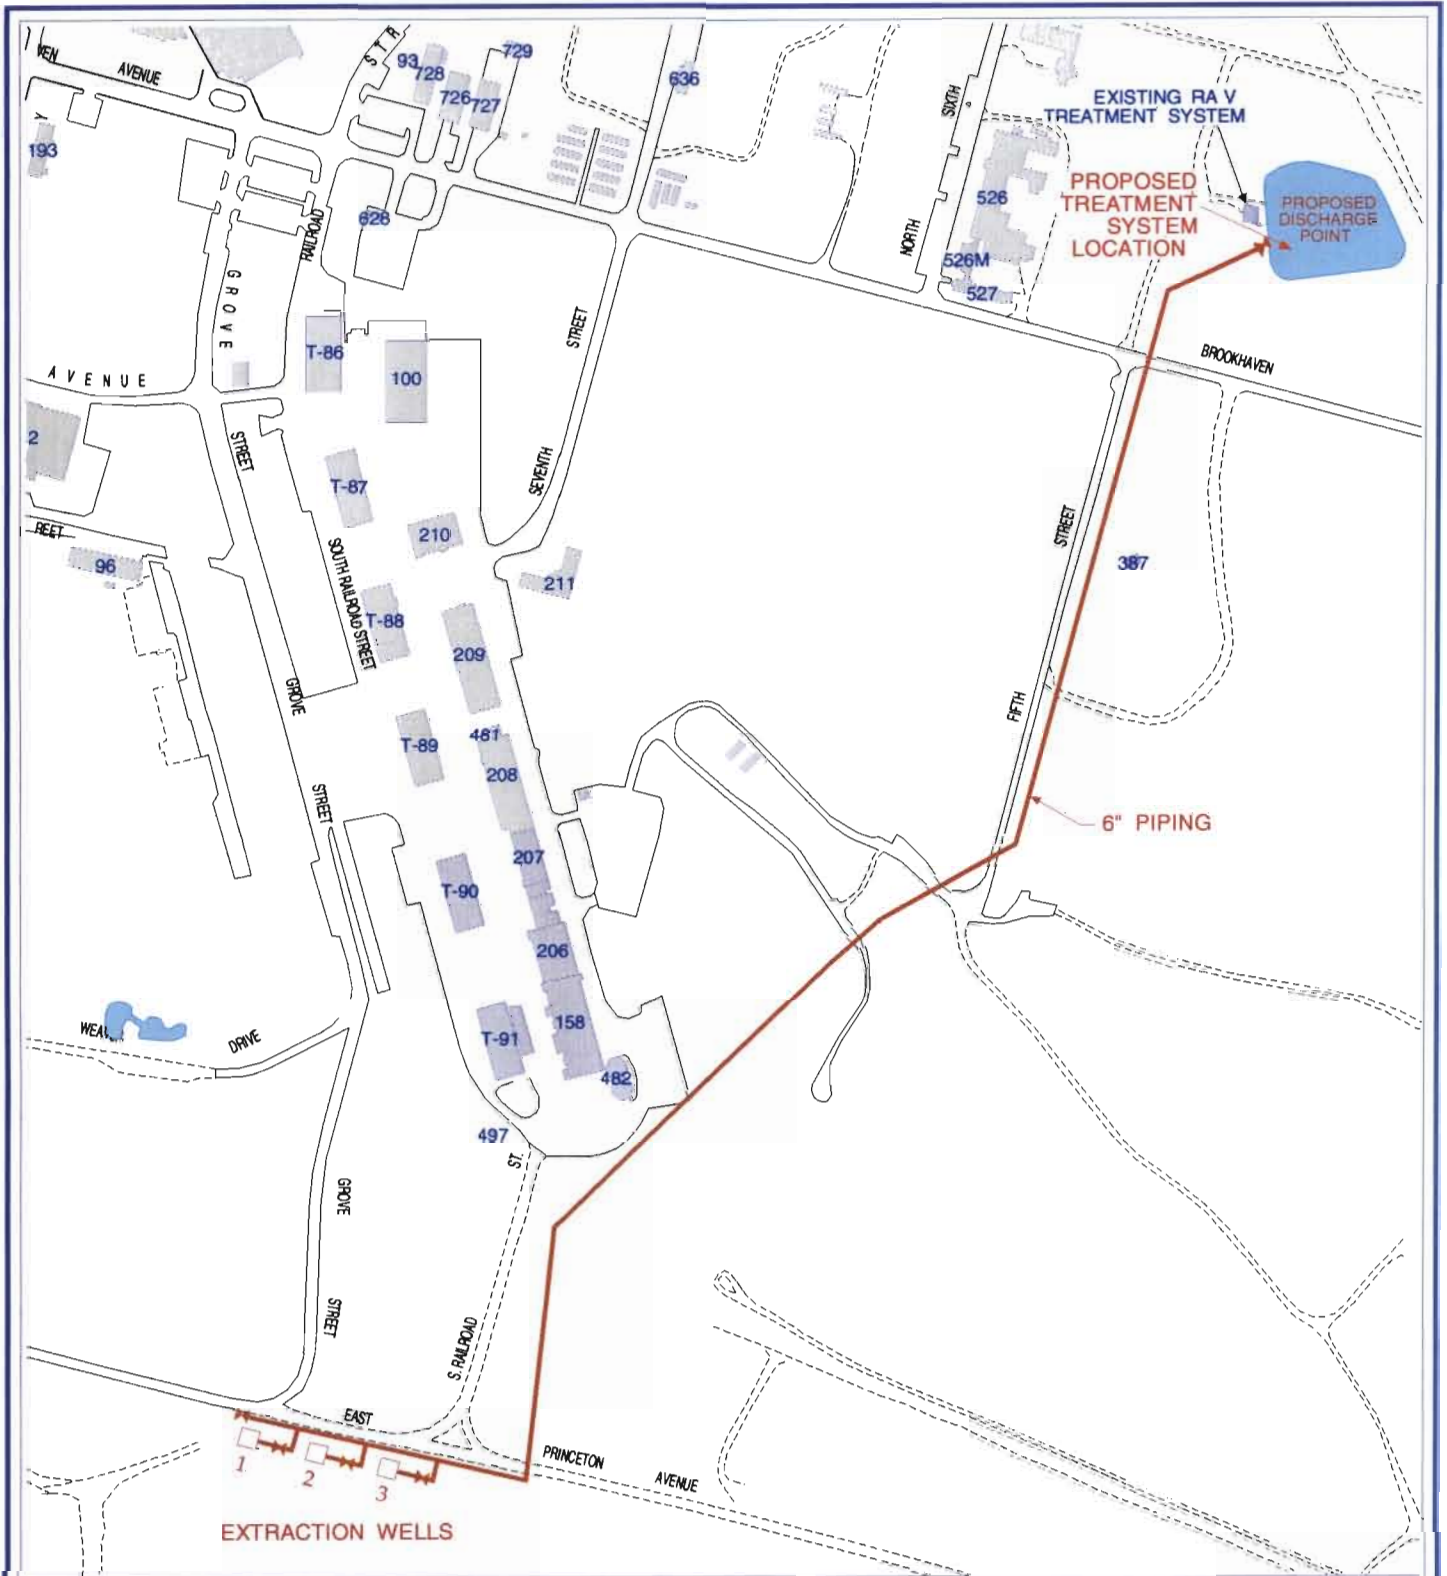 VEN
AVENUE
STR
93
728
729
726
727
636
Y
193
628
RAILROAD
GROVE
SIXTH
NORTH
EXISTING RA V
TREATMENT SYSTEM
PROPOSED
TREATMENT
SYSTEM
LOCATION
PROPOSED
DISCHARGE
POINT
526
526M
527
T-86
100
STREET
BROOKHAVEN
AVENUE
2
STREET
T-87
SEVENTH
210
REET
96
SOUTH RAILROAD STREET
211
STREET
387
T-88
209
GROVE
FIFTH
T-89
481
208
STREET
6" PIPING
207
T-90
206
158
T-91
WEAV
DRIVE
482
497
ST.
GROVE
STREET
S. RAILROAD
EAST
PRINCETON
AVENUE
1
2
3
EXTRACTION WELLS